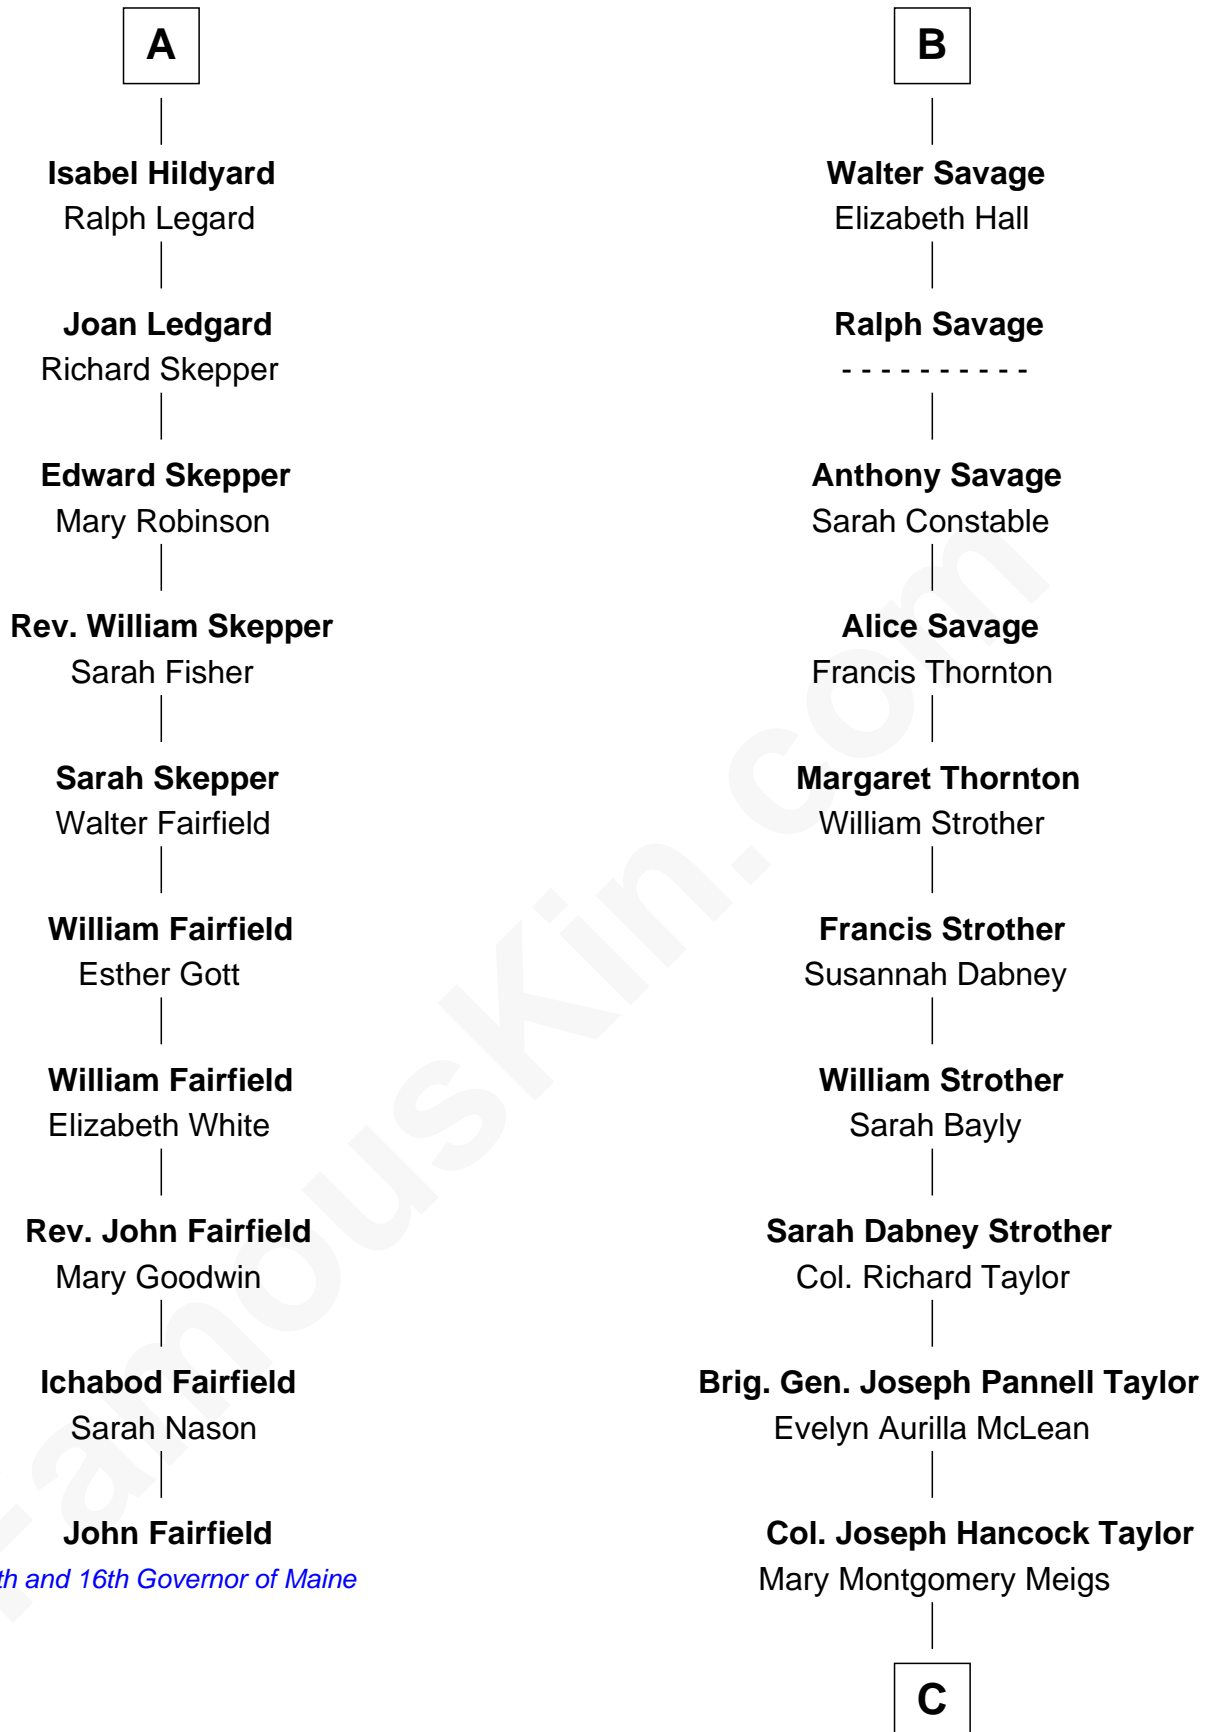 A
Isabel Hildyard
Ralph Legard
Joan Ledgard
Richard Skepper
Edward Skepper
Mary Robinson
Rev. William Skepper
Sarah Fisher
Sarah Skepper
Walter Fairfield
William Fairfield
Esther Gott
William Fairfield
Elizabeth White
Rev. John Fairfield
Mary Goodwin
Ichabod Fairfield
Sarah Nason
John Fairfield
th and 16th Governor of Maine
B
Walter Savage
Elizabeth Hall
Ralph Savage
- - - - - - - - - -
Anthony Savage
Sarah Constable
Alice Savage
Francis Thornton
Margaret Thornton
William Strother
Francis Strother
Susannah Dabney
William Strother
Sarah Bayly
Sarah Dabney Strother
Col. Richard Taylor
Brig. Gen. Joseph Pannell Taylor
Evelyn Aurilla McLean
Col. Joseph Hancock Taylor
Mary Montgomery Meigs
C
FamousKin.com